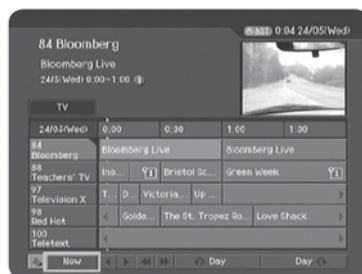 BST 0:04 24/05(Wed)
84 Bloomberg
Bloomberg Live
24/5(Wed) 0:00~1:00
TV
24/05(Wed) 0:00 0:30 1:00 1:30
84 Bloomberg Bloomberg Live Bloomberg Live
88 Teachers' TV Ins... Bristol Sc... Green Week
97 Television X T... D... Victoria... Up ...
98 Red Hot Golde... The St. Tropez Ro... Love Shack
100 Teletext
Now Day Day